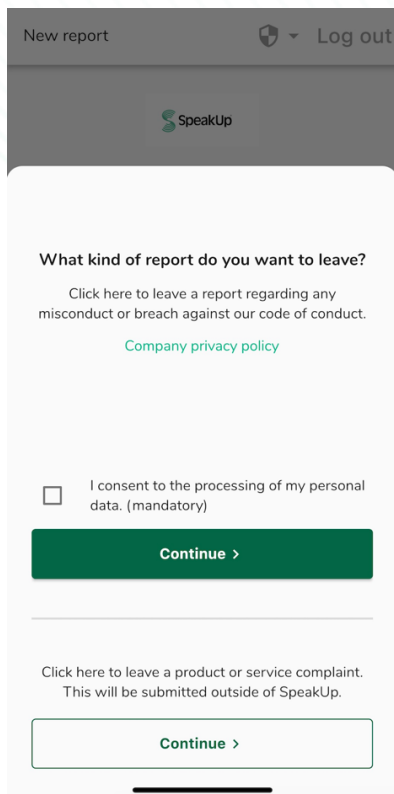 New report
Log out
SpeakUp
What kind of report do you want to leave?
Click here to leave a report regarding any
misconduct or breach against our code of conduct.
Company privacy policy
I consent to the processing of my personal
data. (mandatory)
Continue >
Click here to leave a product or service complaint.
This will be submitted outside of SpeakUp.
Continue >